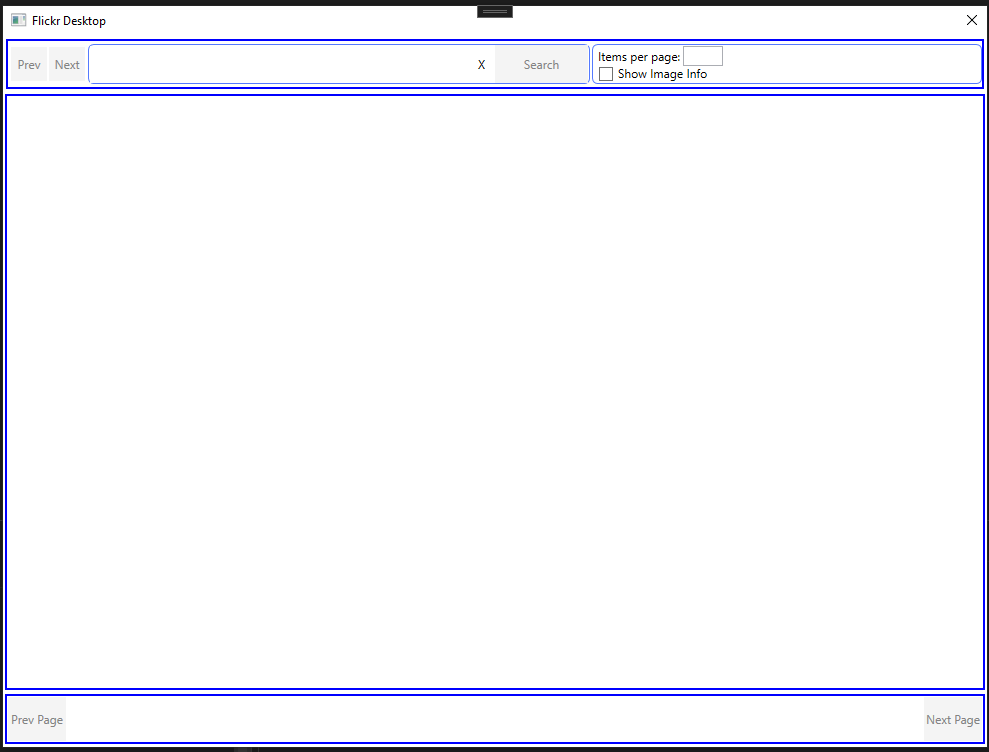 Flickr Desktop
Prev Next X Search Items per page:
Show Image Info
Prev Page Next Page